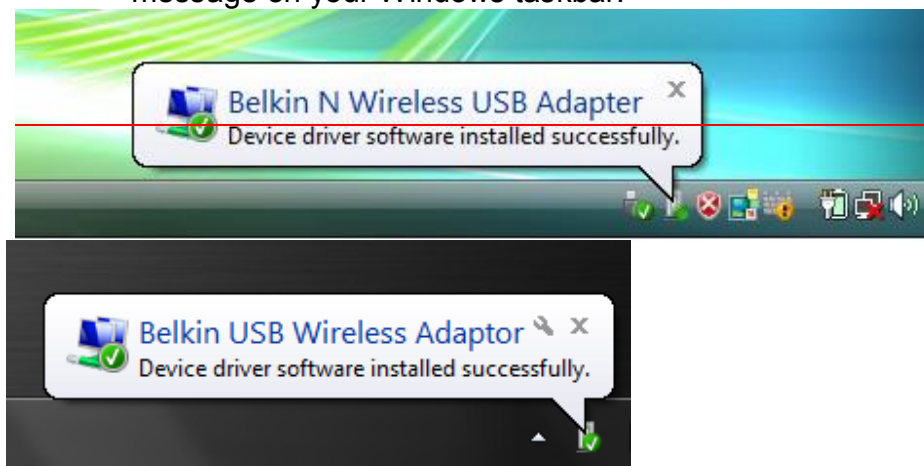 message on your Windows taskbar.
Belkin N Wireless USB Adapter
Device driver software installed successfully.
Belkin USB Wireless Adaptor
Device driver software installed successfully.